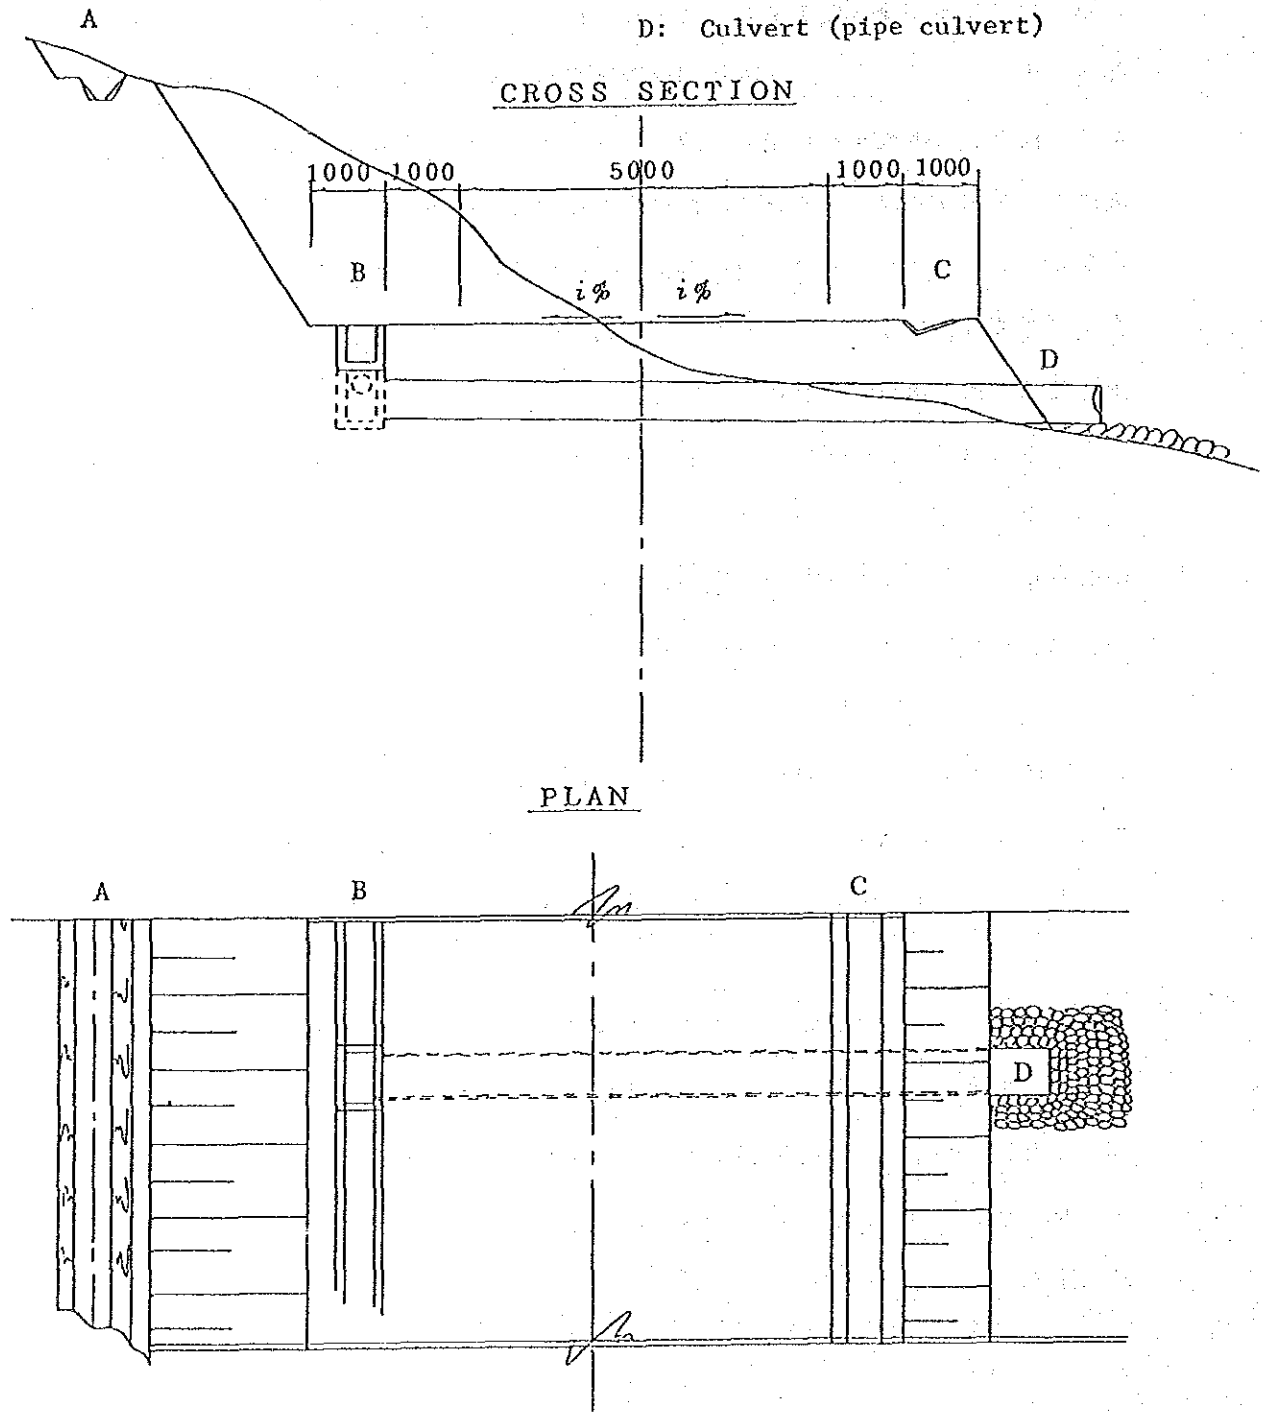 A
D: Culvert (pipe culvert)
CROSS SECTION
1000 1000 5000 1000 1000
B
C
i% i%
D
PLAN
A B C
D